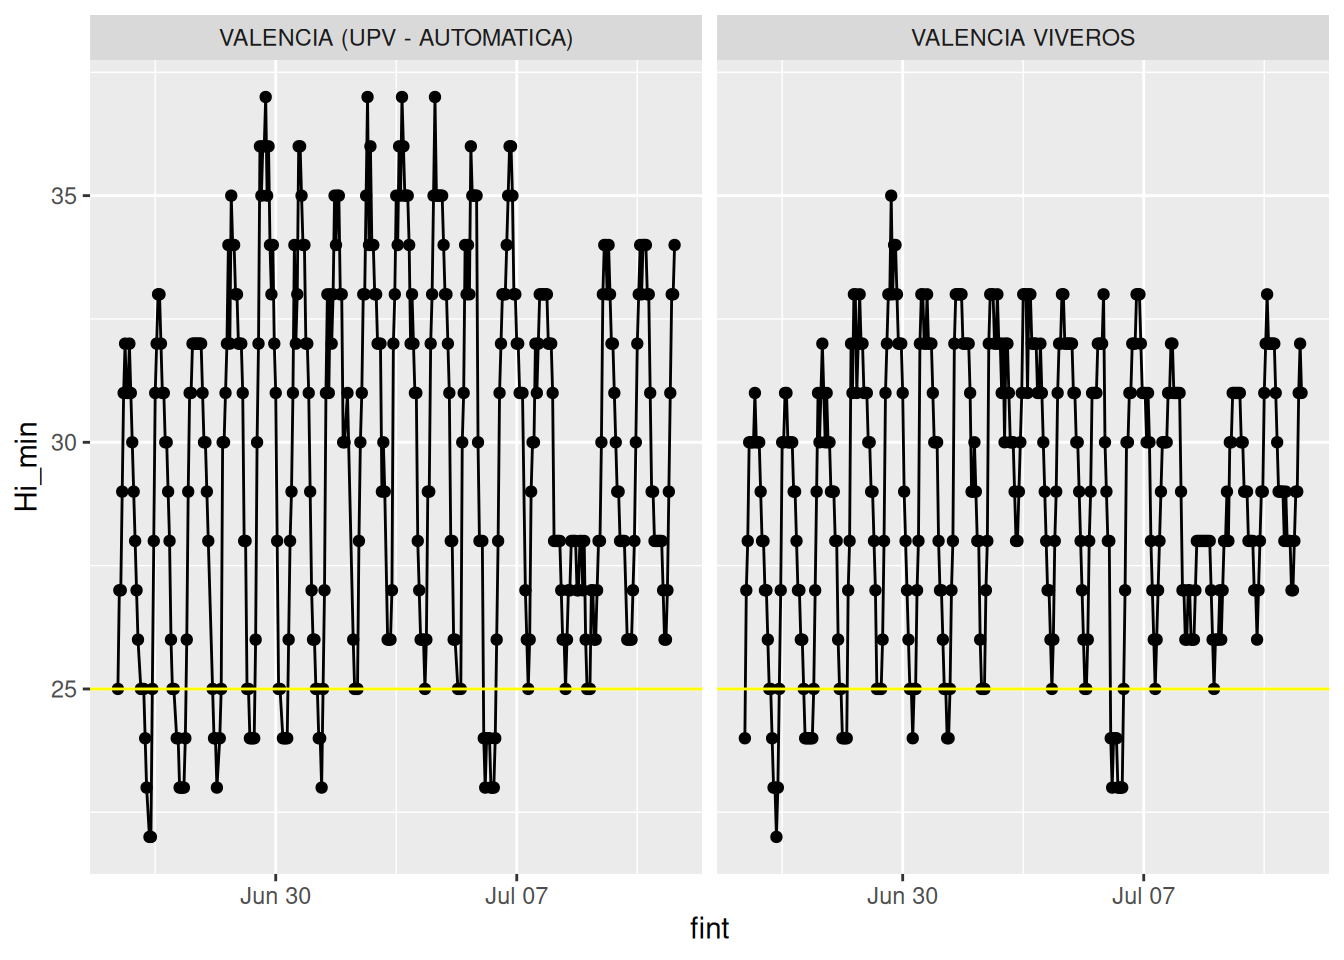 VALENCIA (UPV - AUTOMATICA)
VALENCIA VIVEROS
Hi_min
35
30
25
Jun 30
Jul 07
Jun 30
Jul 07
fint